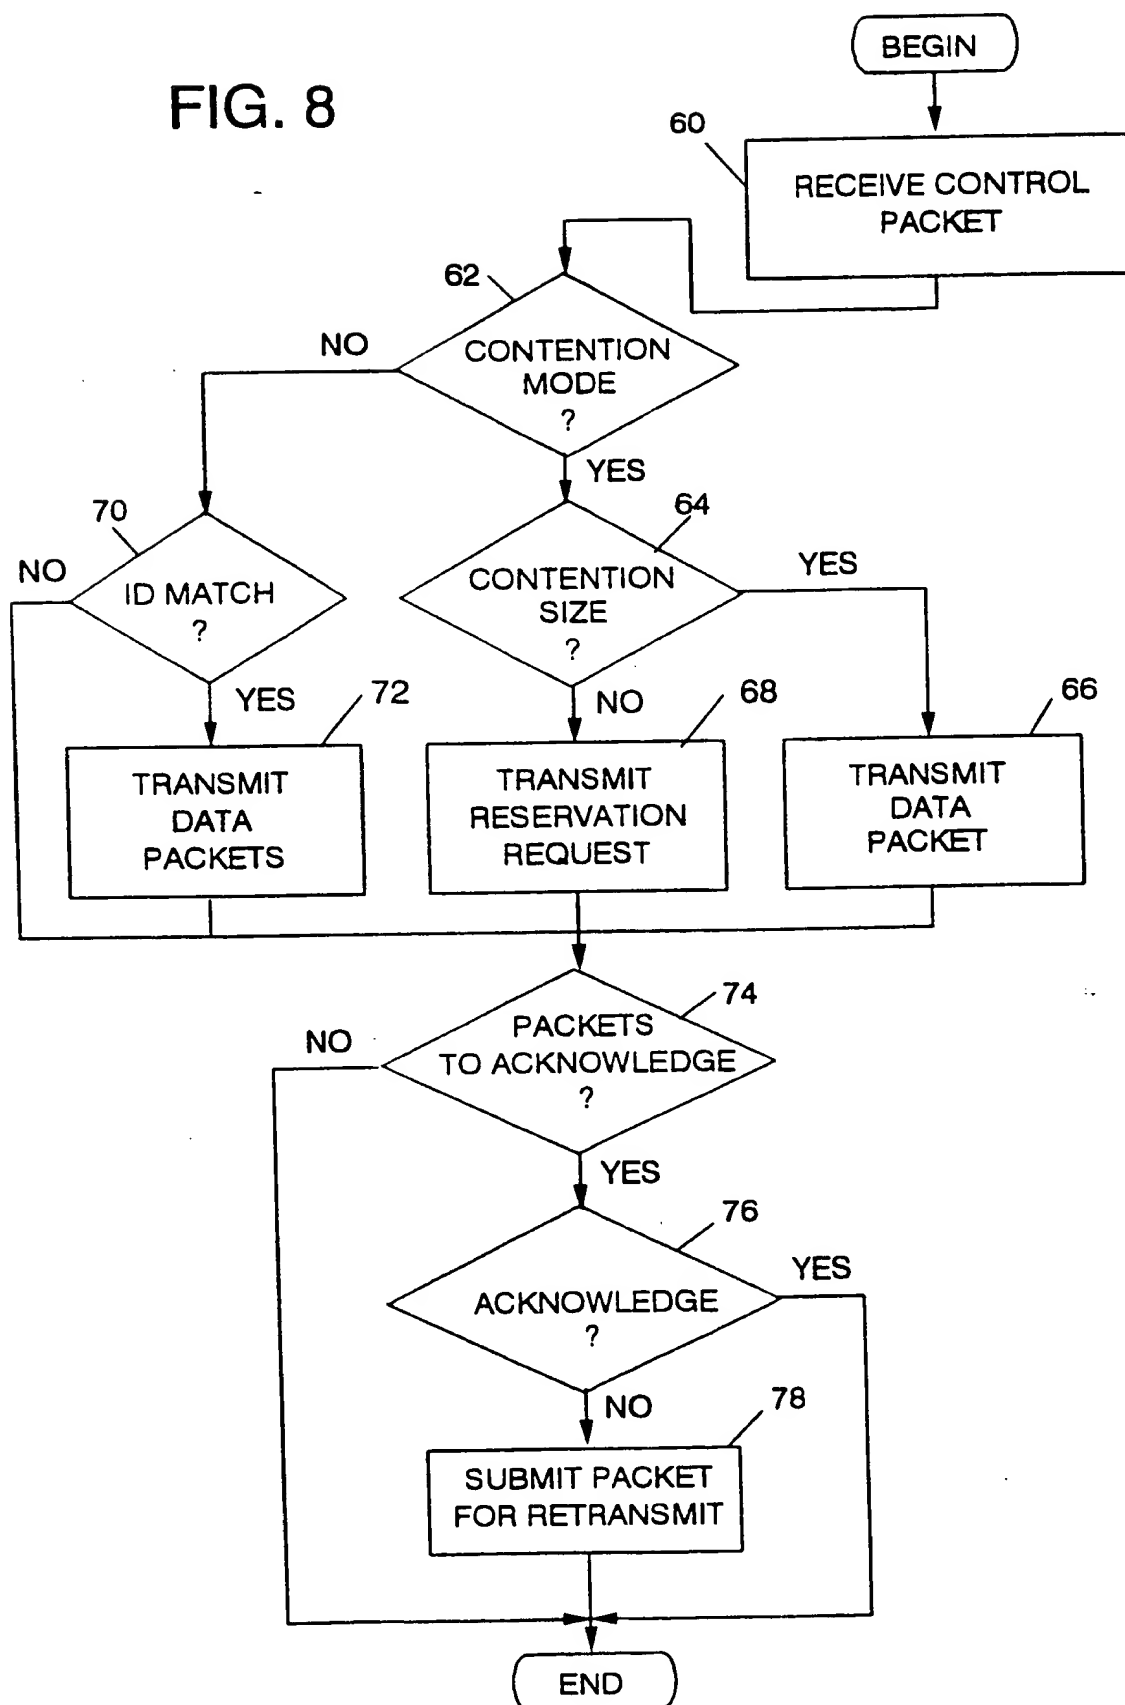 BEGIN
FIG. 8
60
RECEIVE CONTROL
PACKET
62
NO
CONTENTION
MODE
?
YES
70
64
NO
ID MATCH
?
CONTENTION
SIZE
?
YES
YES
72
NO
68
66
TRANSMIT
DATA
PACKETS
TRANSMIT
RESERVATION
REQUEST
TRANSMIT
DATA
PACKET
74
NO
PACKETS
TO ACKNOWLEDGE
?
YES
76
YES
ACKNOWLEDGE
?
NO
78
SUBMIT PACKET
FOR RETRANSMIT
END